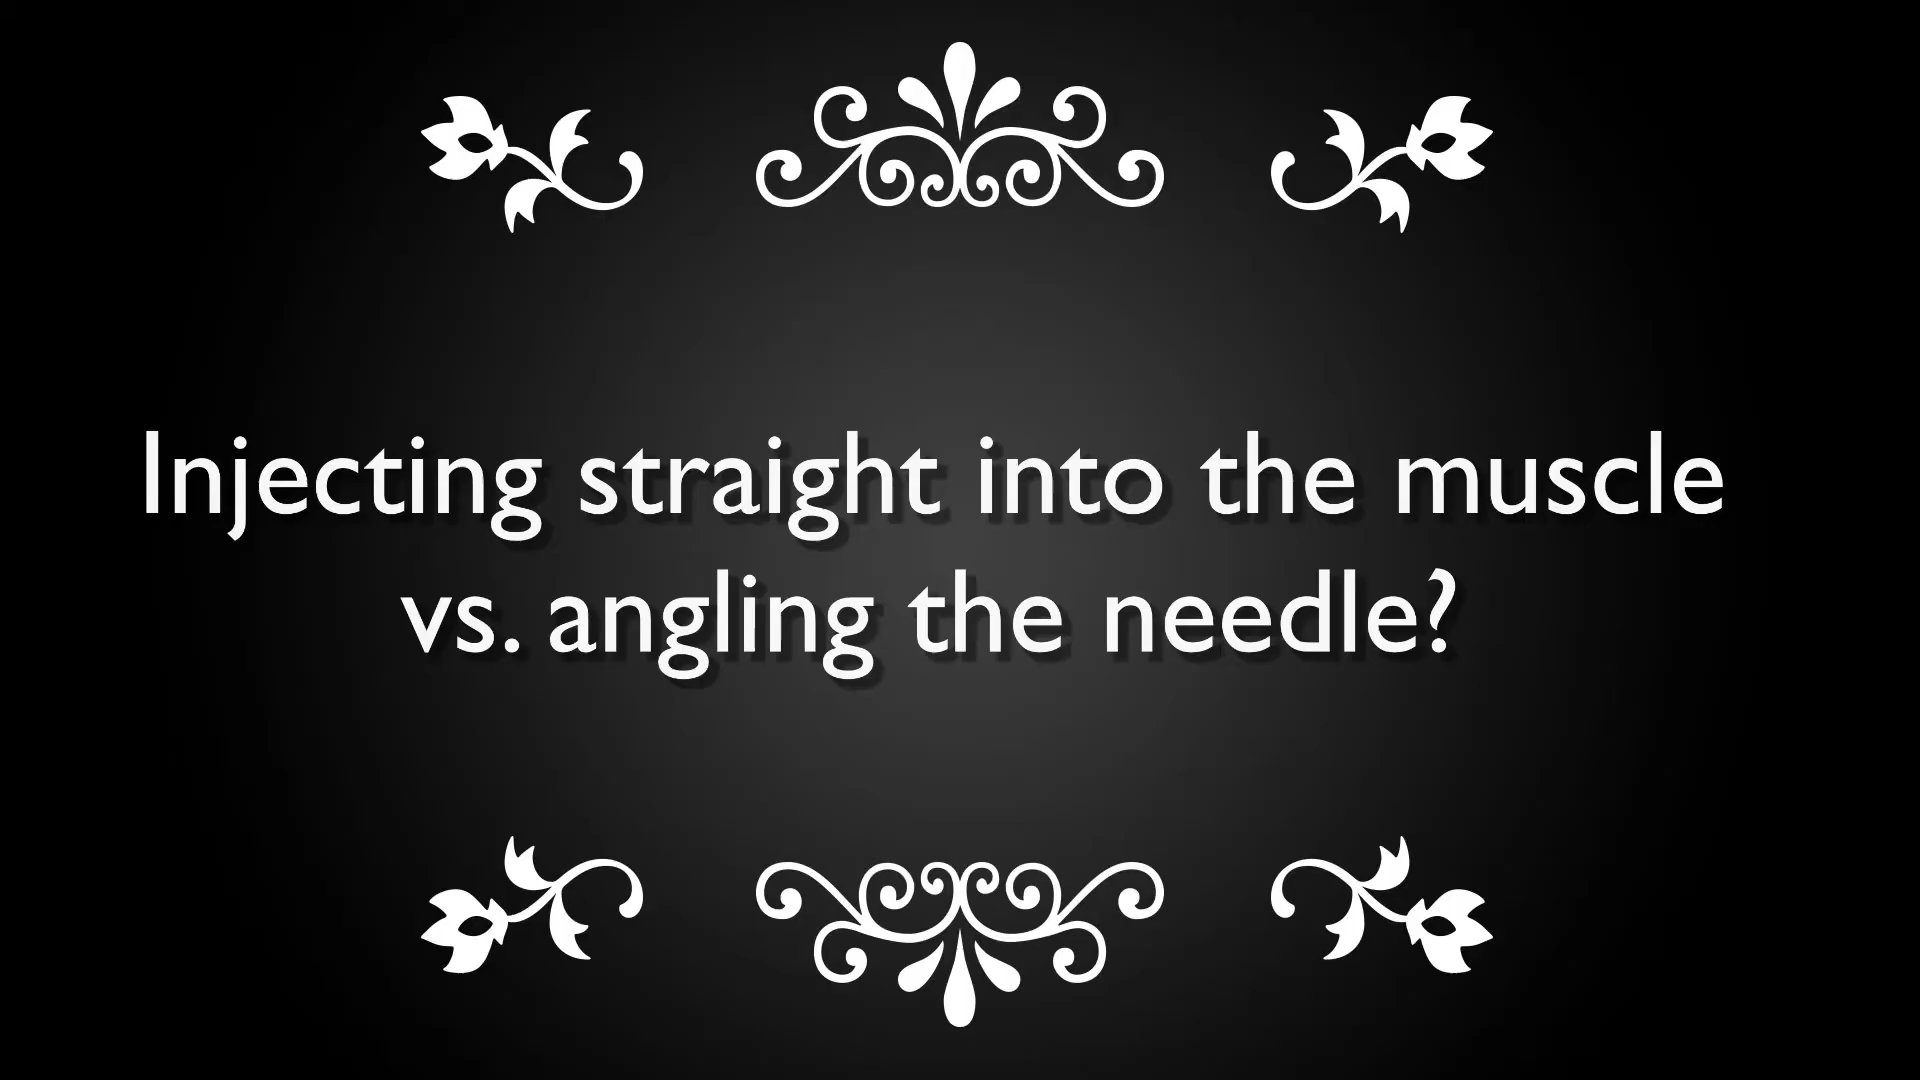 Injecting straight into the muscle
vs. angling the needle?